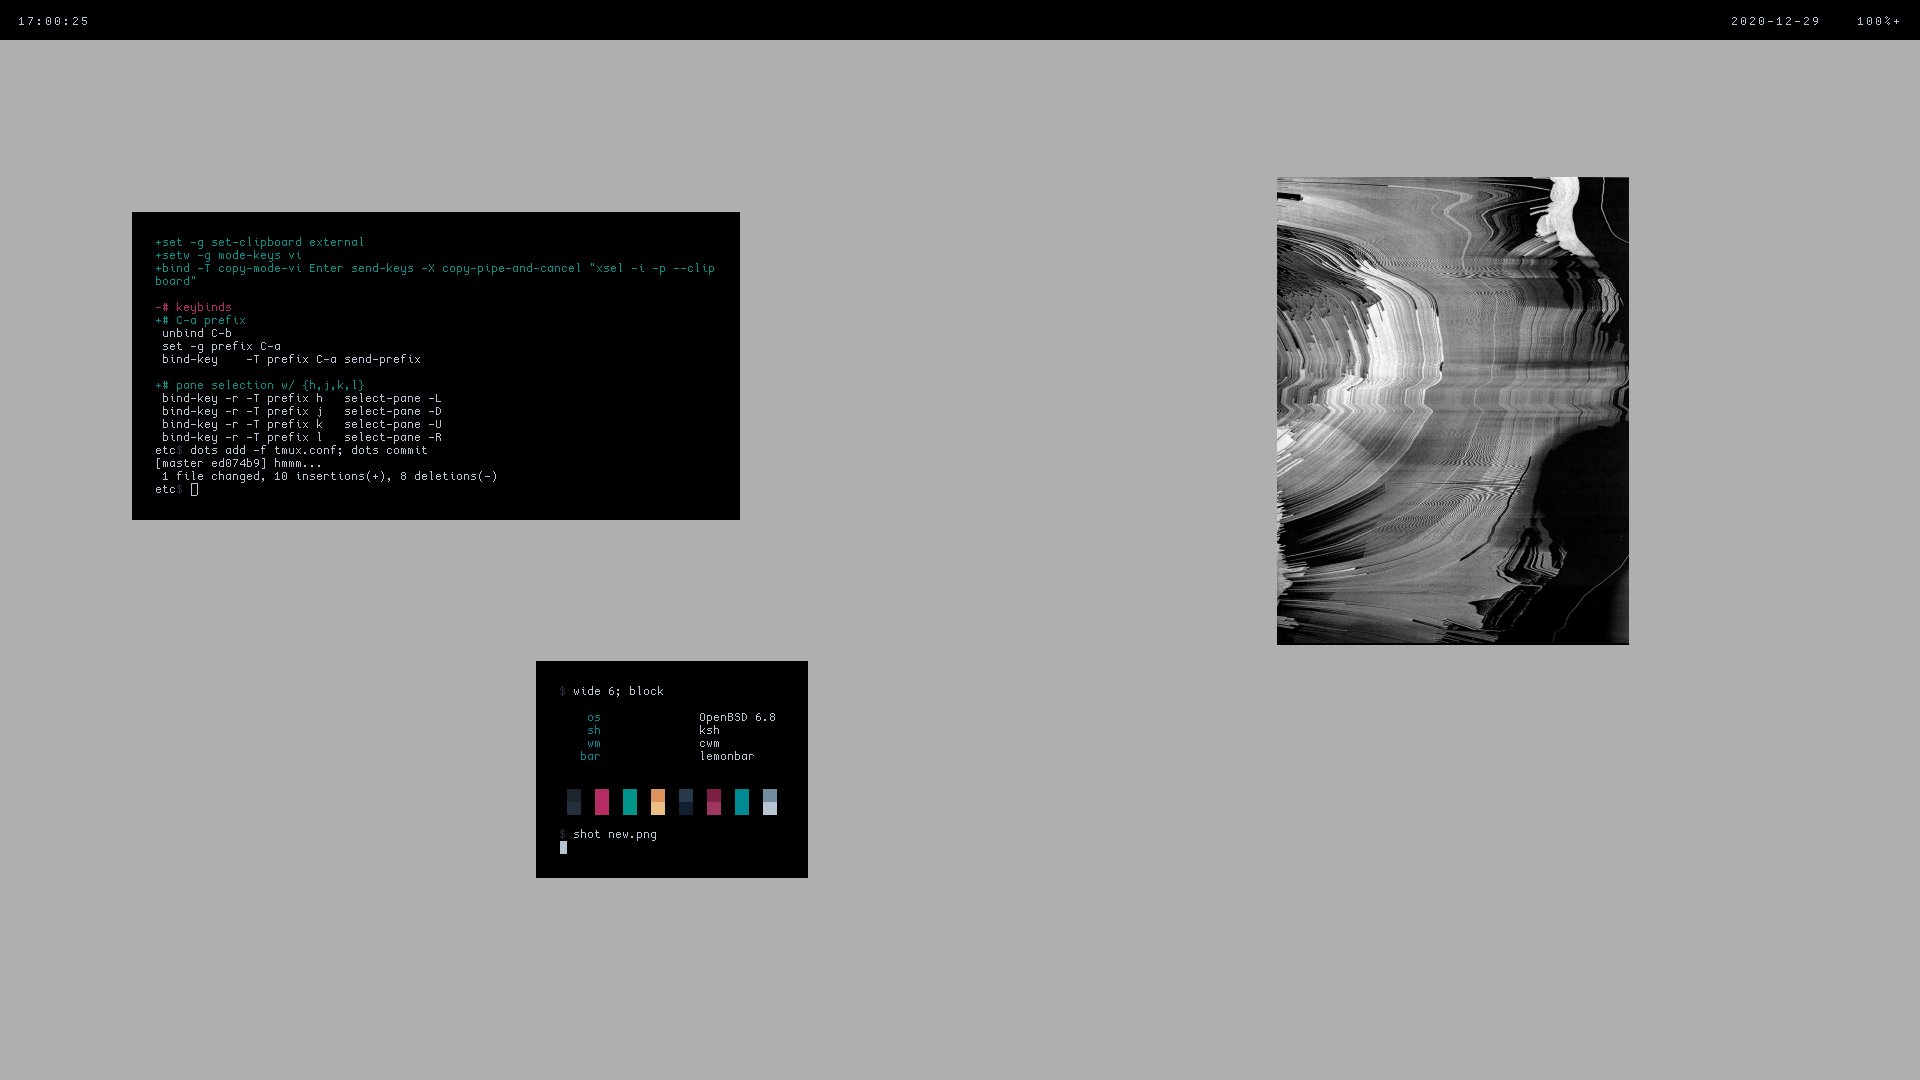 17:00:25
2020-12-29 100%+
+set -g set-clipboard external
+setw -g mode-keys vi
+bind -T copy-mode-vi Enter send-keys -X copy-pipe-and-cancel "xsel -i -p --clip
board"
-# keybinds
+# C-a prefix
unbind C-b
set -g prefix C-a
bind-key    -T prefix C-a send-prefix
+# pane selection w/ {h,j,k,l}
bind-key -r -T prefix h   select-pane -L
bind-key -r -T prefix j   select-pane -D
bind-key -r -T prefix k   select-pane -U
bind-key -r -T prefix l   select-pane -R
etc$ dots add -f tmux.conf; dots commit
[master ed074b9] hmmm...
1 file changed, 10 insertions(+), 8 deletions(-)
etc$
$ wide 6; block
os OpenBSD 6.8
sh ksh
wm cwm
bar lemonbar
$ shot new.png